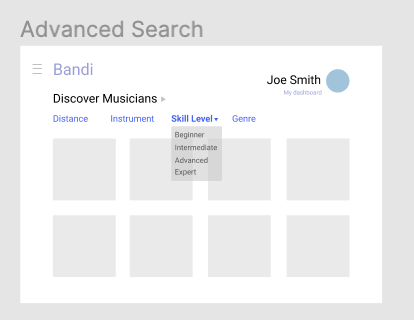 Advanced Search
Bandi
Joe Smith
My dashboard
Discover Musicians
Distance Instrument Skill Level Genre
Beginner
Intermediate
Advanced
Expert